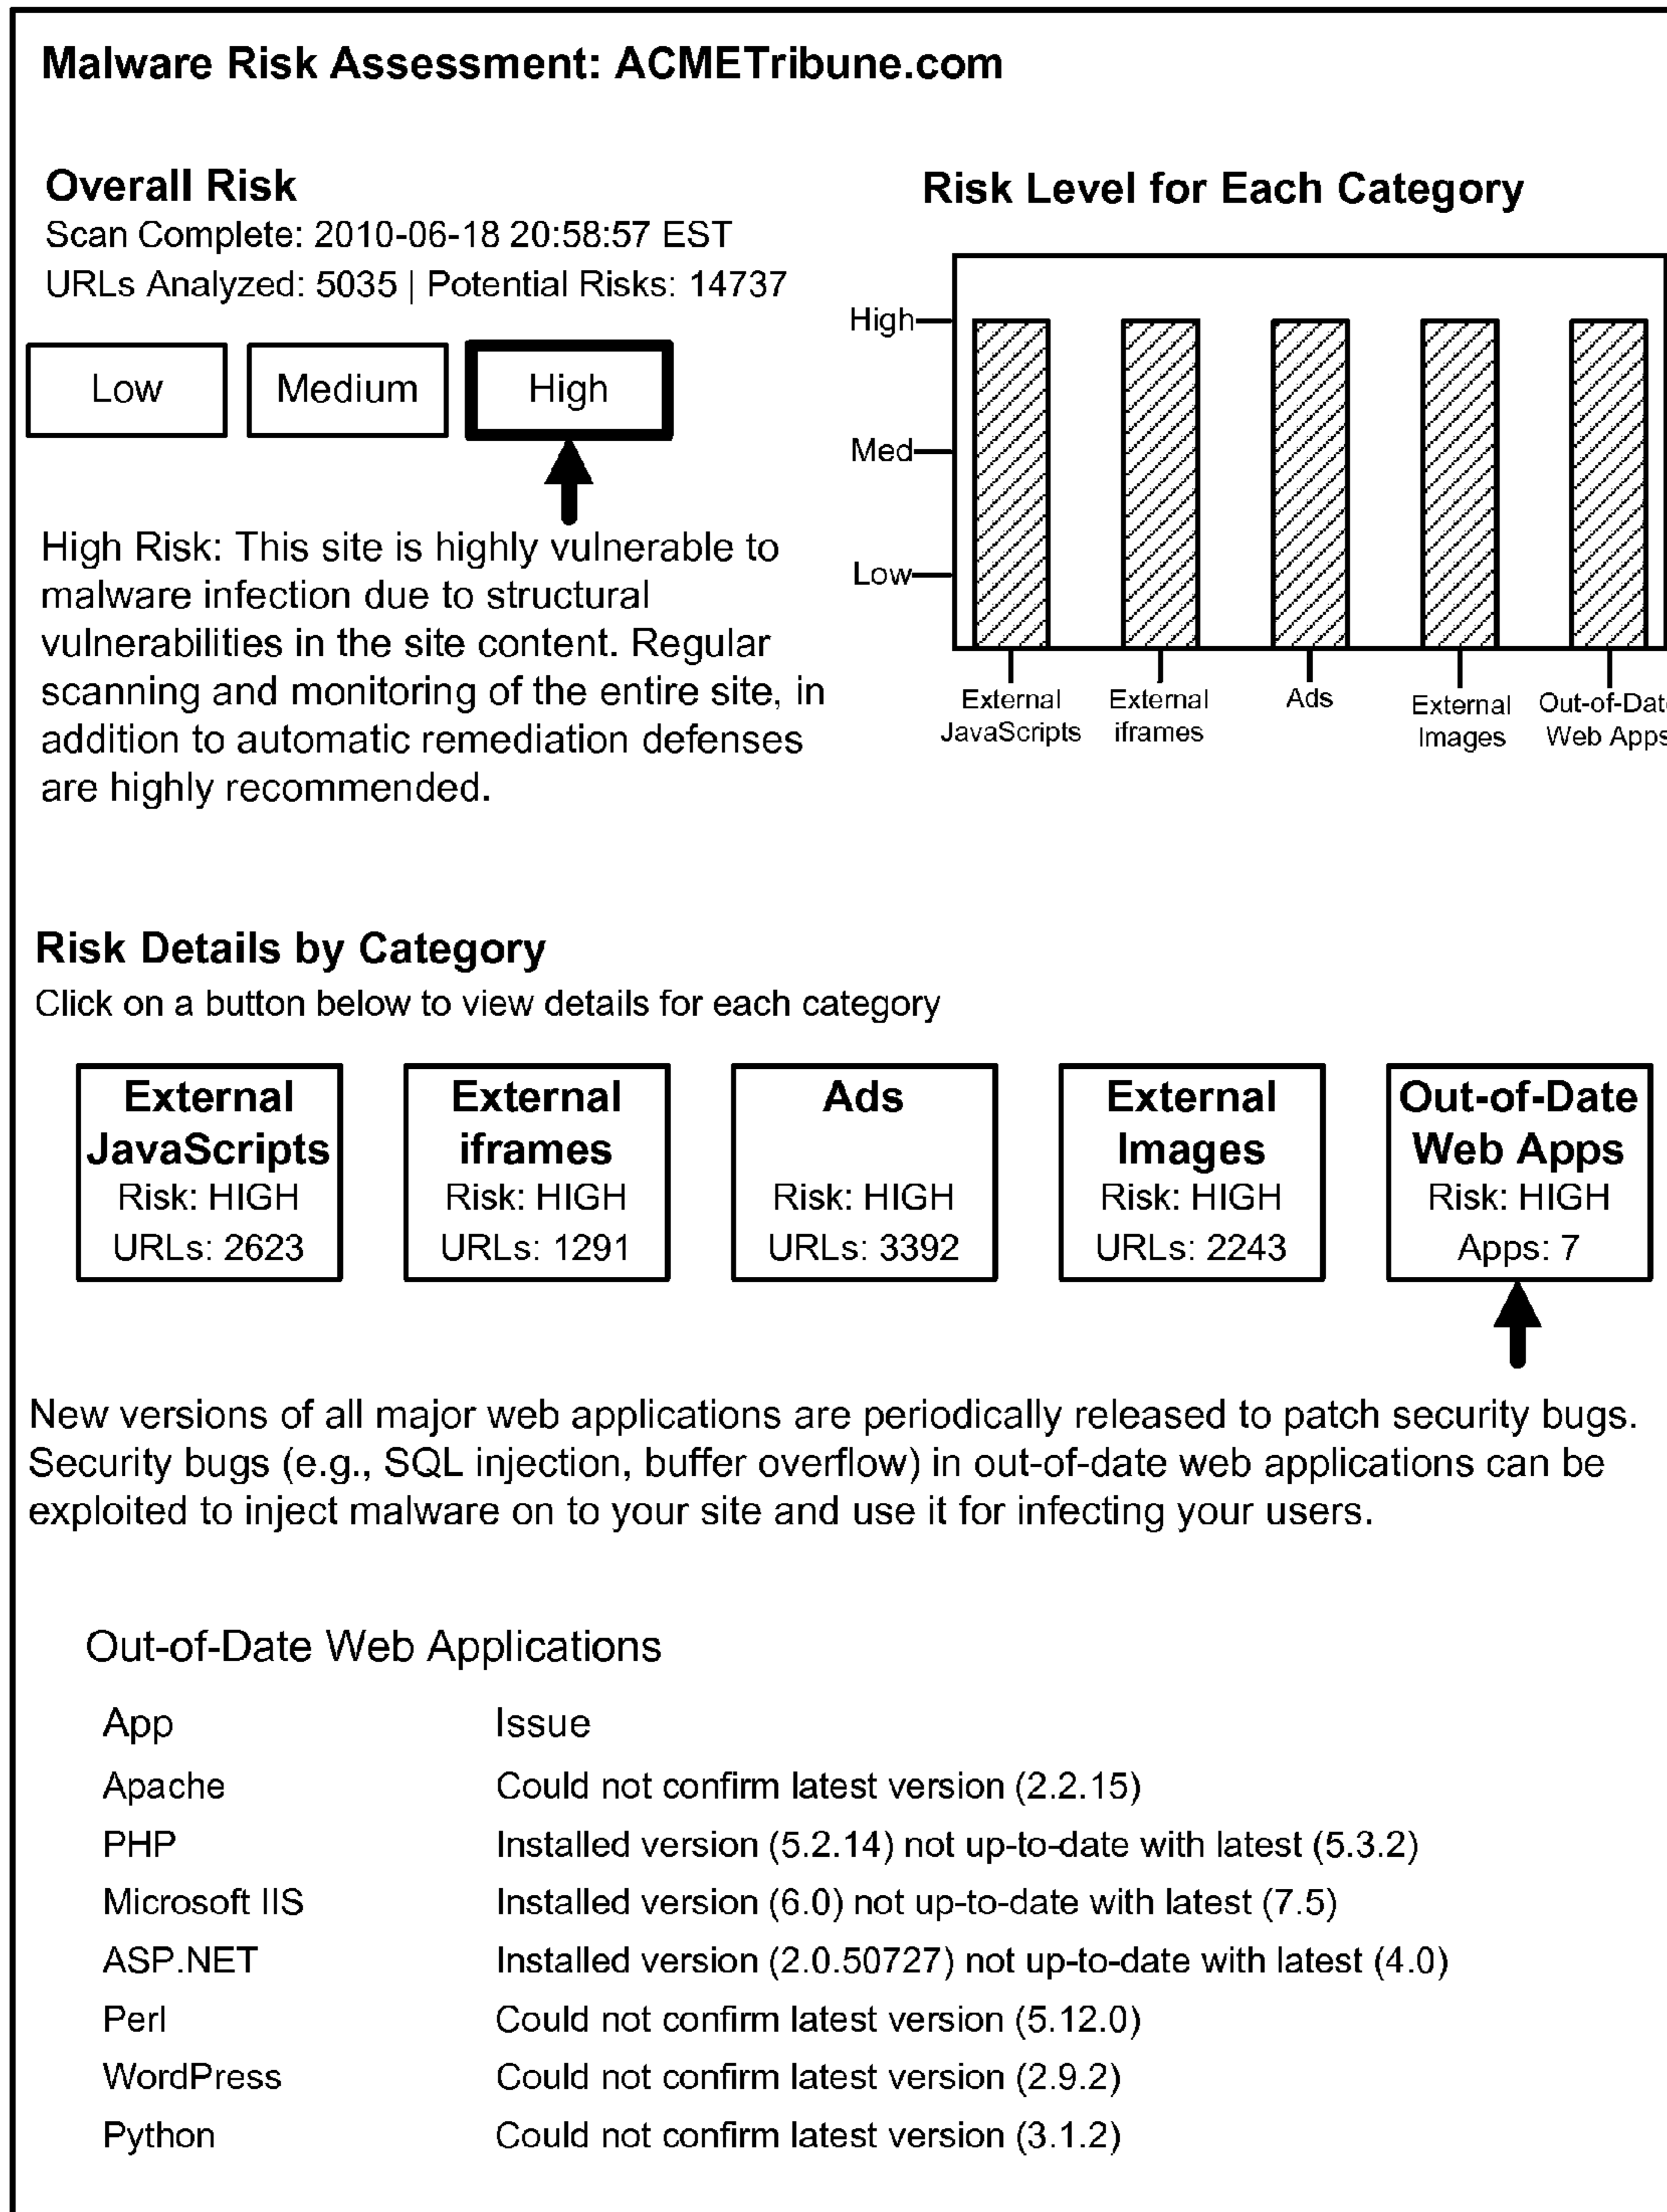 Malware Risk Assessment: ACMETribune.com
Overall Risk
Scan Complete: 2010-06-18 20:58:57 EST
URLs Analyzed: 5035 | Potential Risks: 14737
Low
Medium
High
High Risk: This site is highly vulnerable to
malware infection due to structural
vulnerabilities in the site content. Regular
scanning and monitoring of the entire site, in
addition to automatic remediation defenses
are highly recommended.
Risk Level for Each Category
High
Med
Low
External
JavaScripts
External
iframes
Ads
External
Images
Out-of-Date
Web Apps
Risk Details by Category
Click on a button below to view details for each category
External
JavaScripts
Risk: HIGH
URLs: 2623
External
iframes
Risk: HIGH
URLs: 1291
Ads
Risk: HIGH
URLs: 3392
External
Images
Risk: HIGH
URLs: 2243
Out-of-Date
Web Apps
Risk: HIGH
Apps: 7
New versions of all major web applications are periodically released to patch security bugs.
Security bugs (e.g., SQL injection, buffer overflow) in out-of-date web applications can be
exploited to inject malware on to your site and use it for infecting your users.
Out-of-Date Web Applications
App Issue
Apache Could not confirm latest version (2.2.15)
PHP Installed version (5.2.14) not up-to-date with latest (5.3.2)
Microsoft IIS Installed version (6.0) not up-to-date with latest (7.5)
ASP.NET Installed version (2.0.50727) not up-to-date with latest (4.0)
Perl Could not confirm latest version (5.12.0)
WordPress Could not confirm latest version (2.9.2)
Python Could not confirm latest version (3.1.2)